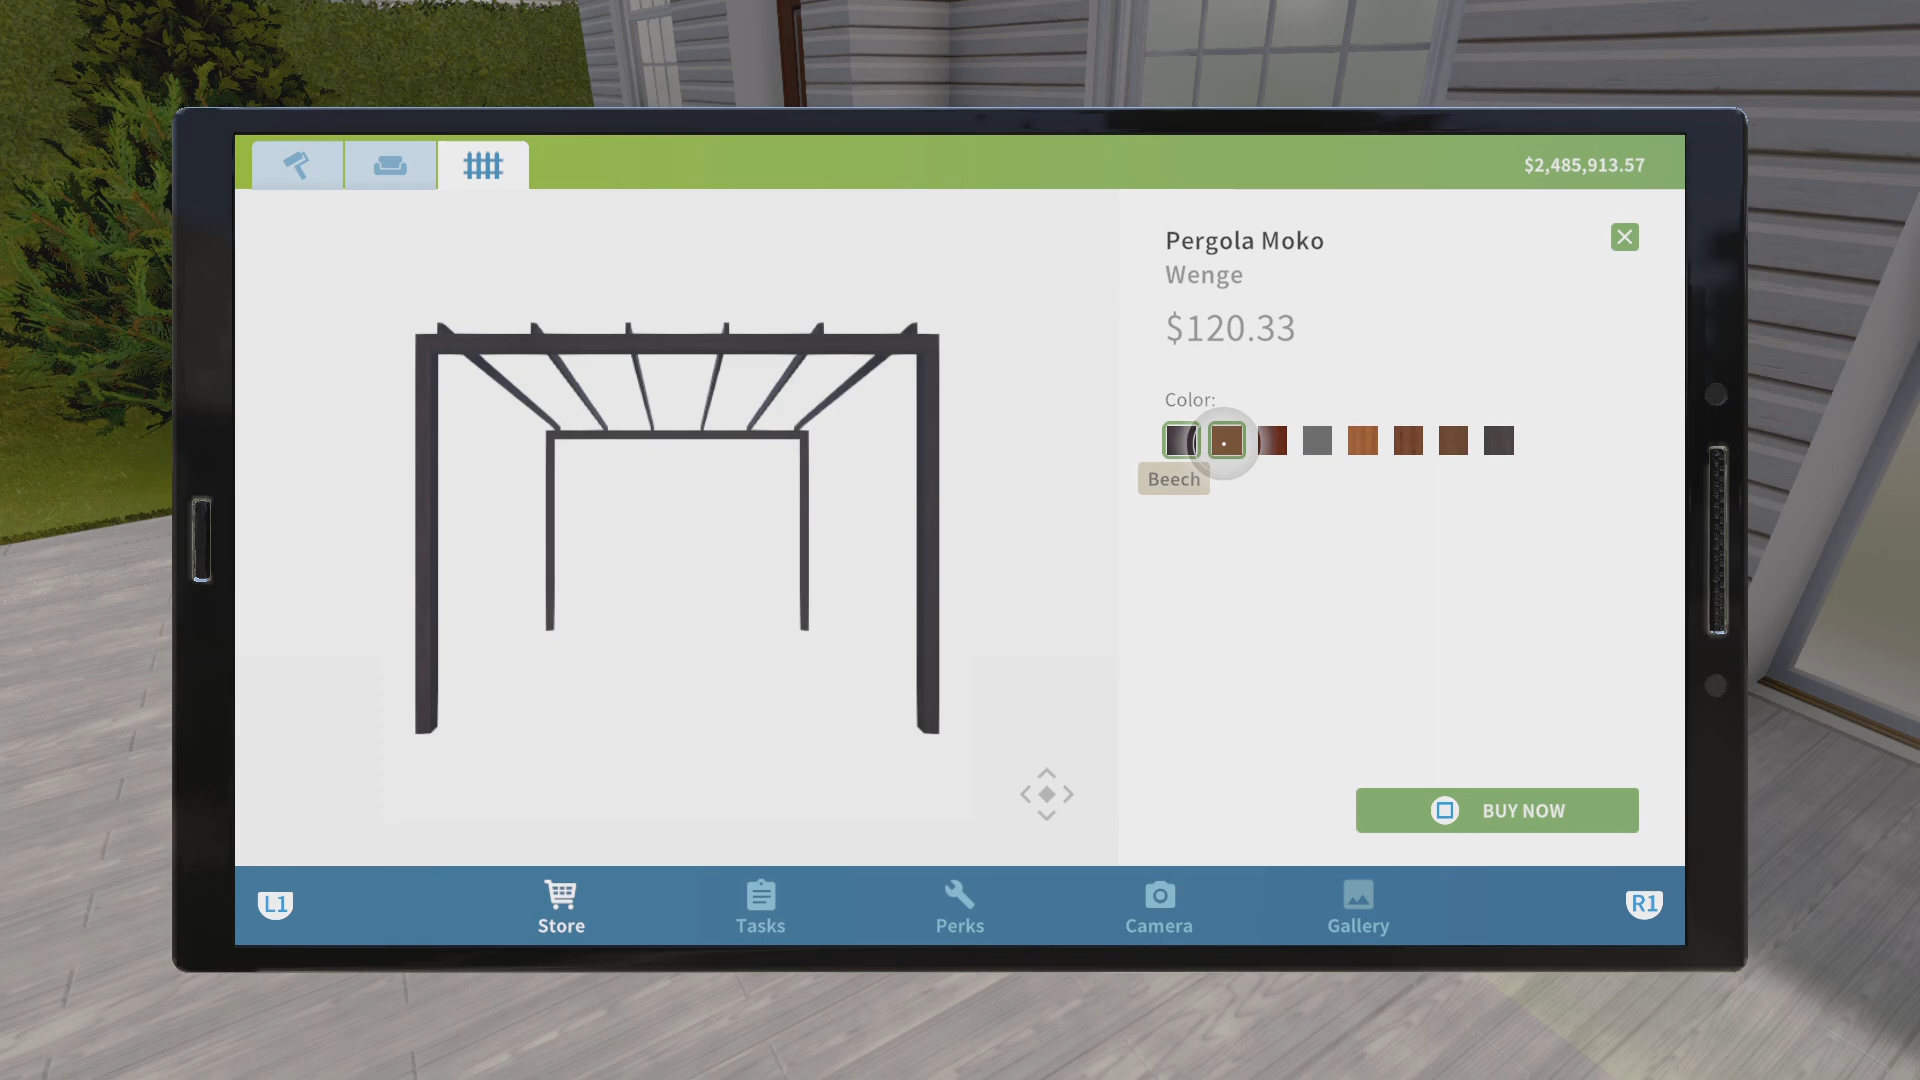 $2,485,913.57
Pergola Moko
Wenge
$120.33
Color:
Beech
BUY NOW
L1
Store
Tasks
Perks
Camera
Gallery
R1